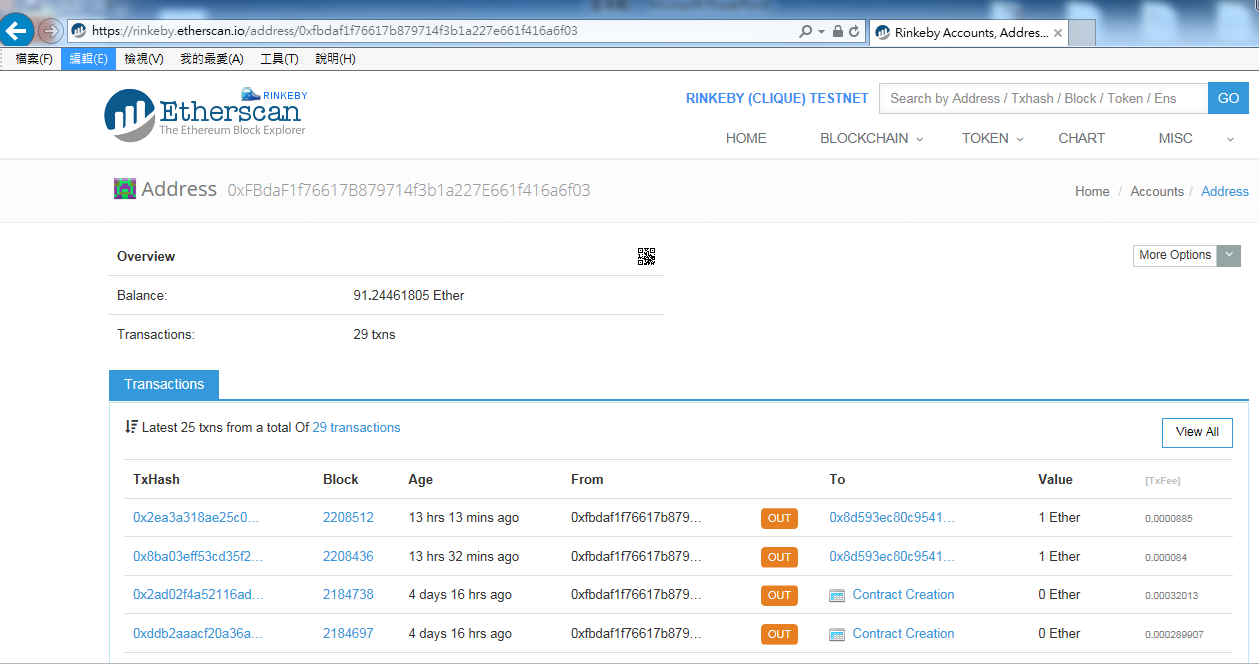 https://rinkeby.etherscan.io/address/0xfbdaf1f76617b879714f3b1a227e661f416a6f03
Rinkeby Accounts, Addres...
檔案(F) 編輯(E) 檢視(V) 我的最愛(A) 工具(T) 說明(H)
RINKEBY
Etherscan
The Ethereum Block Explorer
RINKEBY (CLIQUE) TESTNET Search by Address / Txhash / Block / Token / Ens GO
HOME BLOCKCHAIN TOKEN CHART MISC
Address 0xFBdaF1f76617B879714f3b1a227E661f416a6f03
Home / Accounts / Address
Overview
More Options
Balance: 91.24461805 Ether
Transactions: 29 txns
Transactions
Latest 25 txns from a total Of 29 transactions
View All
TxHash Block Age From To Value [TxFee]
0x2ea3a318ae25c0... 2208512 13 hrs 13 mins ago 0xfbdaf1f76617b879... OUT 0x8d593ec80c9541... 1 Ether 0.0000885
0x8ba03eff53cd35f2... 2208436 13 hrs 32 mins ago 0xfbdaf1f76617b879... OUT 0x8d593ec80c9541... 1 Ether 0.000084
0x2ad02f4a52116ad... 2184738 4 days 16 hrs ago 0xfbdaf1f76617b879... OUT Contract Creation 0 Ether 0.00032013
0xddb2aaacf20a36a... 2184697 4 days 16 hrs ago 0xfbdaf1f76617b879... OUT Contract Creation 0 Ether 0.000289907